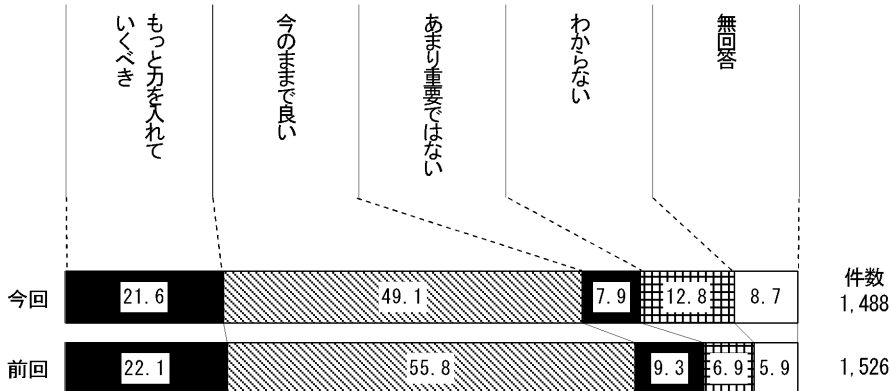 もっと力を入れて
いくべき
今のままで良い
あまり重要ではない
わからない
無回答
件数
今回 21.6 49.1 7.9 12.8 8.7 1,488
前回 22.1 55.8 9.3 6.9 5.9 1,526